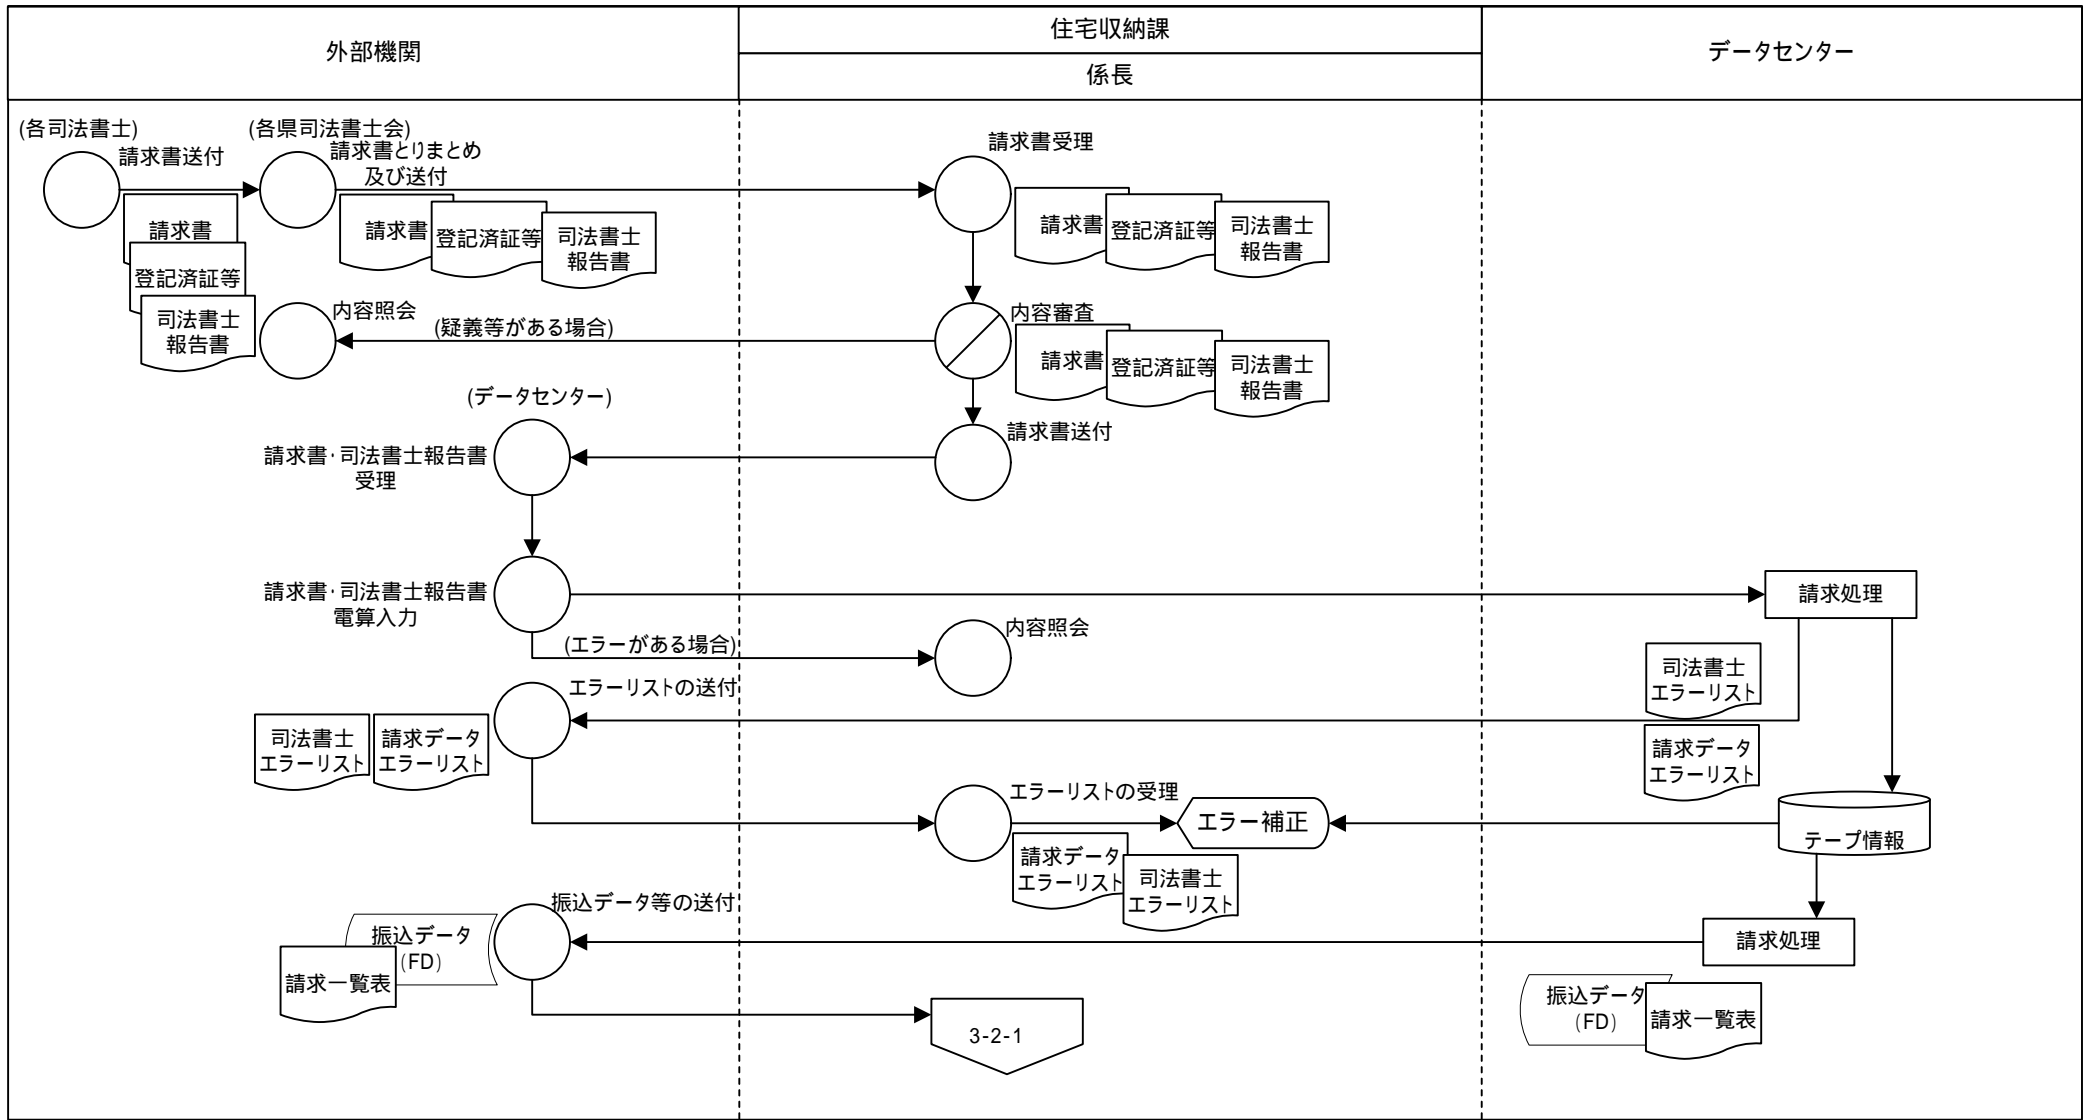 外部機関
住宅収納課
係長
データセンター
(各司法書士)
請求書送付
請求書
登記済証等
司法書士
報告書
(各県司法書士会)
請求書とりまとめ
及び送付
請求書
登記済証等
司法書士
報告書
請求書受理
請求書
登記済証等
司法書士
報告書
内容照会
(疑義等がある場合)
内容審査
請求書
登記済証等
司法書士
報告書
(データセンター)
請求書･司法書士報告書
受理
請求書送付
請求書･司法書士報告書
電算入力
請求処理
(エラーがある場合)
内容照会
司法書士
エラーリスト
請求データ
エラーリスト
エラーリストの送付
司法書士
エラーリスト
請求データ
エラーリスト
エラーリストの受理
エラー補正
テープ情報
請求データ
エラーリスト
司法書士
エラーリスト
振込データ等の送付
振込データ
(FD)
請求一覧表
請求処理
振込データ
(FD)
請求一覧表
3-2-1